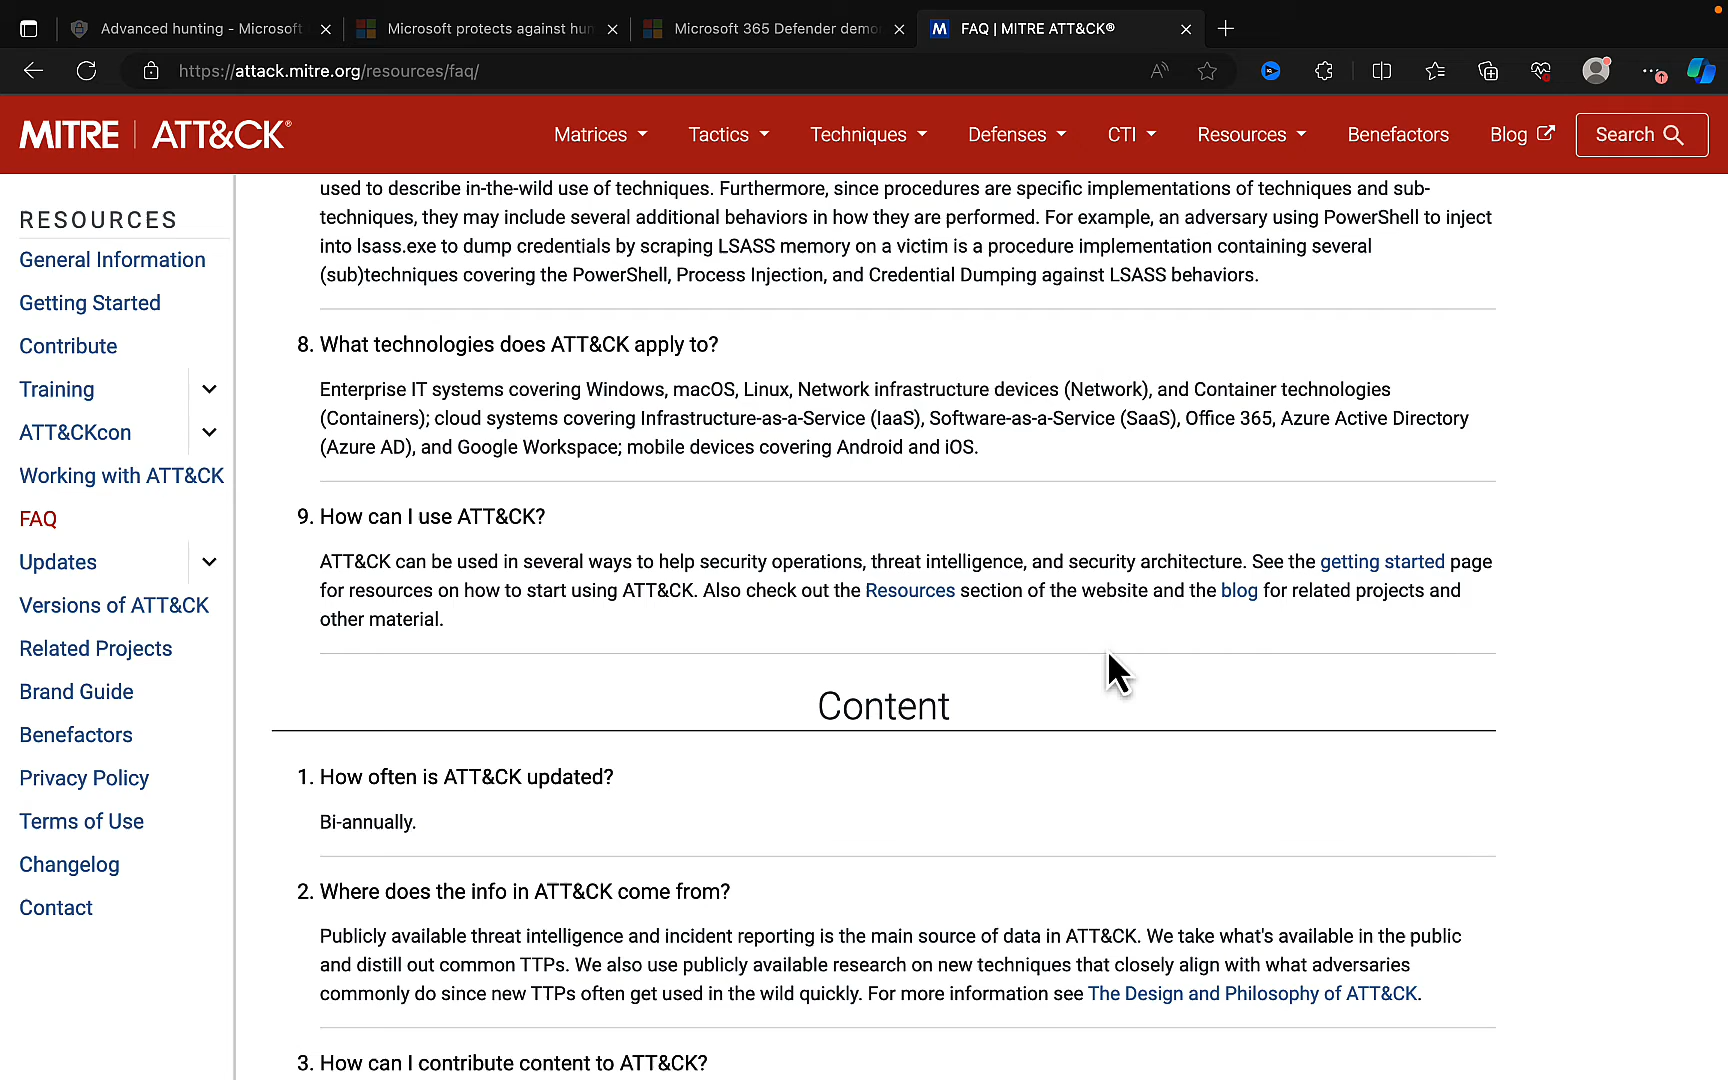 Advanced hunting - Microsoft
Microsoft protects against hum
Microsoft 365 Defender demo
FAQ | MITRE ATT&CK®
https://attack.mitre.org/resources/faq/
MITRE | ATT&CK®
Matrices
Tactics
Techniques
Defenses
CTI
Resources
Benefactors
Blog
Search
RESOURCES
General Information
Getting Started
Contribute
Training
ATT&CKcon
Working with ATT&CK
FAQ
Updates
Versions of ATT&CK
Related Projects
Brand Guide
Benefactors
Privacy Policy
Terms of Use
Changelog
Contact
used to describe in-the-wild use of techniques. Furthermore, since procedures are specific implementations of techniques and sub-
techniques, they may include several additional behaviors in how they are performed. For example, an adversary using PowerShell to inject
into lsass.exe to dump credentials by scraping LSASS memory on a victim is a procedure implementation containing several
(sub)techniques covering the PowerShell, Process Injection, and Credential Dumping against LSASS behaviors.
8. What technologies does ATT&CK apply to?
Enterprise IT systems covering Windows, macOS, Linux, Network infrastructure devices (Network), and Container technologies
(Containers); cloud systems covering Infrastructure-as-a-Service (IaaS), Software-as-a-Service (SaaS), Office 365, Azure Active Directory
(Azure AD), and Google Workspace; mobile devices covering Android and iOS.
9. How can I use ATT&CK?
ATT&CK can be used in several ways to help security operations, threat intelligence, and security architecture. See the getting started page
for resources on how to start using ATT&CK. Also check out the Resources section of the website and the blog for related projects and
other material.
Content
1. How often is ATT&CK updated?
Bi-annually.
2. Where does the info in ATT&CK come from?
Publicly available threat intelligence and incident reporting is the main source of data in ATT&CK. We take what's available in the public
and distill out common TTPs. We also use publicly available research on new techniques that closely align with what adversaries
commonly do since new TTPs often get used in the wild quickly. For more information see The Design and Philosophy of ATT&CK.
3. How can I contribute content to ATT&CK?